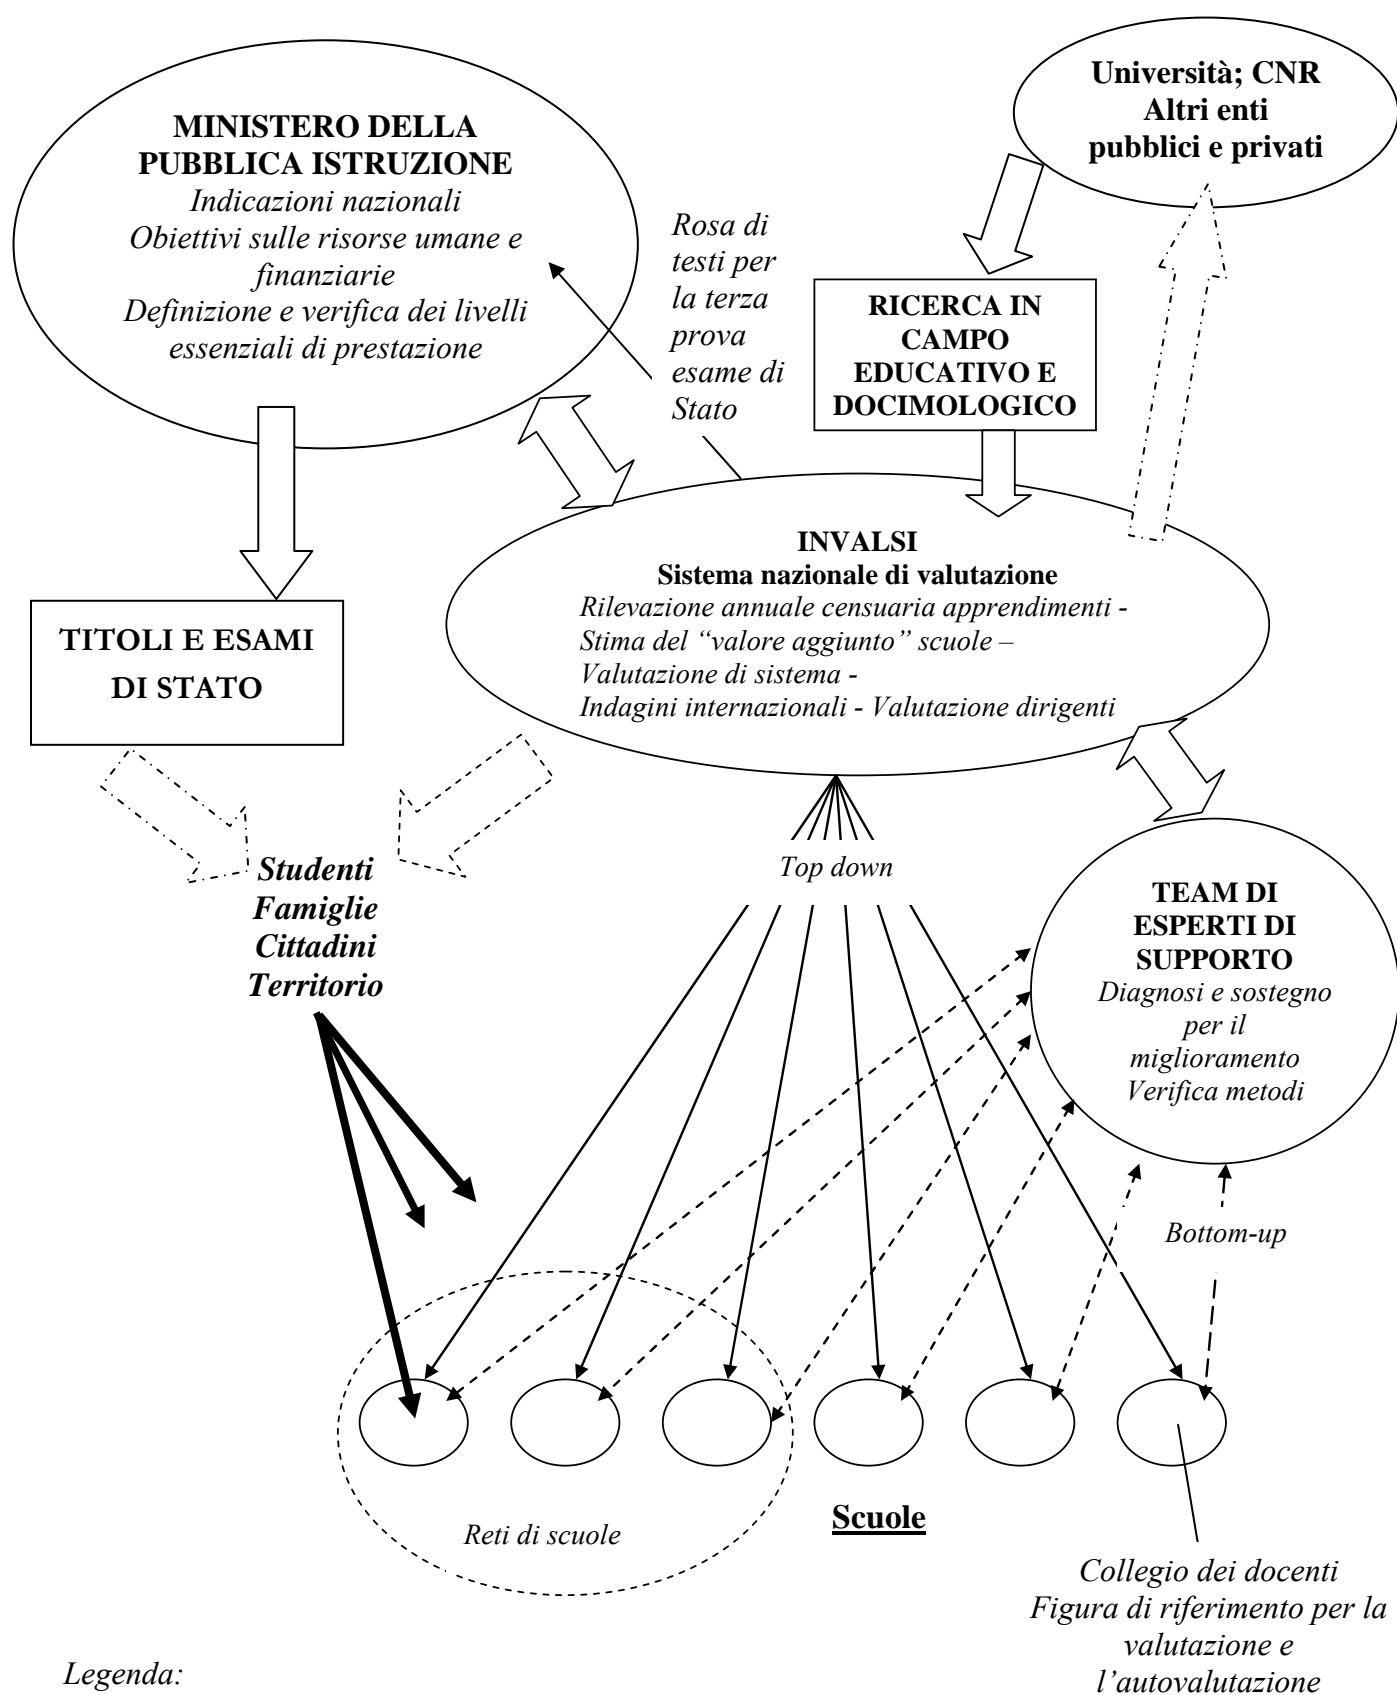 Università; CNR
Altri enti
pubblici e privati
MINISTERO DELLA
PUBBLICA ISTRUZIONE
Indicazioni nazionali
Obiettivi sulle risorse umane e
finanziarie
Definizione e verifica dei livelli
essenziali di prestazione
Rosa di
testi per
la terza
prova
esame di
Stato
RICERCA IN
CAMPO
EDUCATIVO E
DOCIMOLOGICO
INVALSI
Sistema nazionale di valutazione
Rilevazione annuale censuaria apprendimenti -
Stima del “valore aggiunto” scuole –
Valutazione di sistema -
Indagini internazionali - Valutazione dirigenti
TITOLI E ESAMI
DI STATO
Studenti
Famiglie
Cittadini
Territorio
Top down
TEAM DI
ESPERTI DI
SUPPORTO
Diagnosi e sostegno
per il
miglioramento
Verifica metodi
Bottom-up
Reti di scuole
Scuole
Collegio dei docenti
Figura di riferimento per la
valutazione e
l’autovalutazione
Legenda: